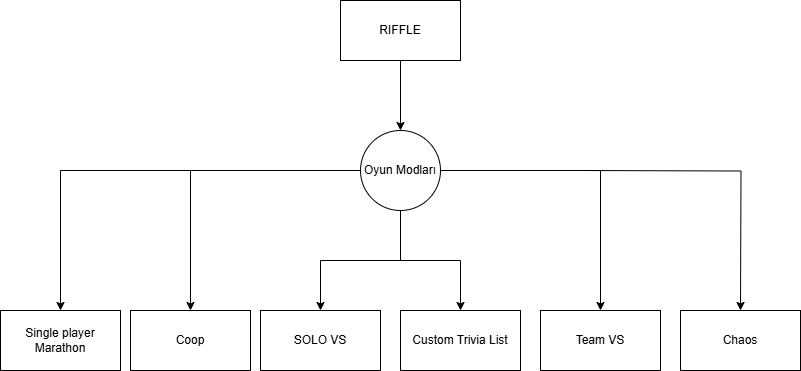 RIFFLE
Oyun Modları
Single player
Marathon
Coop
SOLO VS
Custom Trivia List
Team VS
Chaos